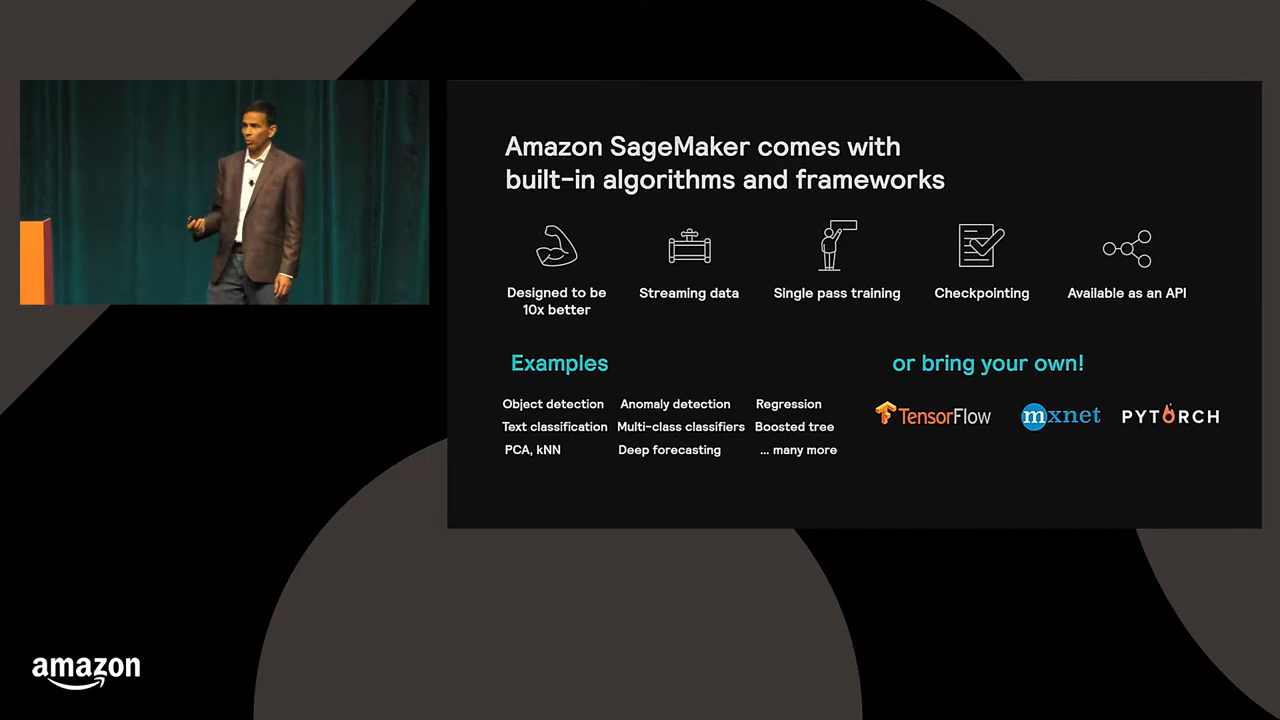 Amazon SageMaker comes with
built-in algorithms and frameworks
Designed to be
10x better
Streaming data
Single pass training
Checkpointing
Available as an API
Examples
or bring your own!
Object detection
Anomaly detection
Regression
Text classification
Multi-class classifiers
Boosted tree
PCA, kNN
Deep forecasting
... many more
TensorFlow
mxnet
PYTORCH
amazon